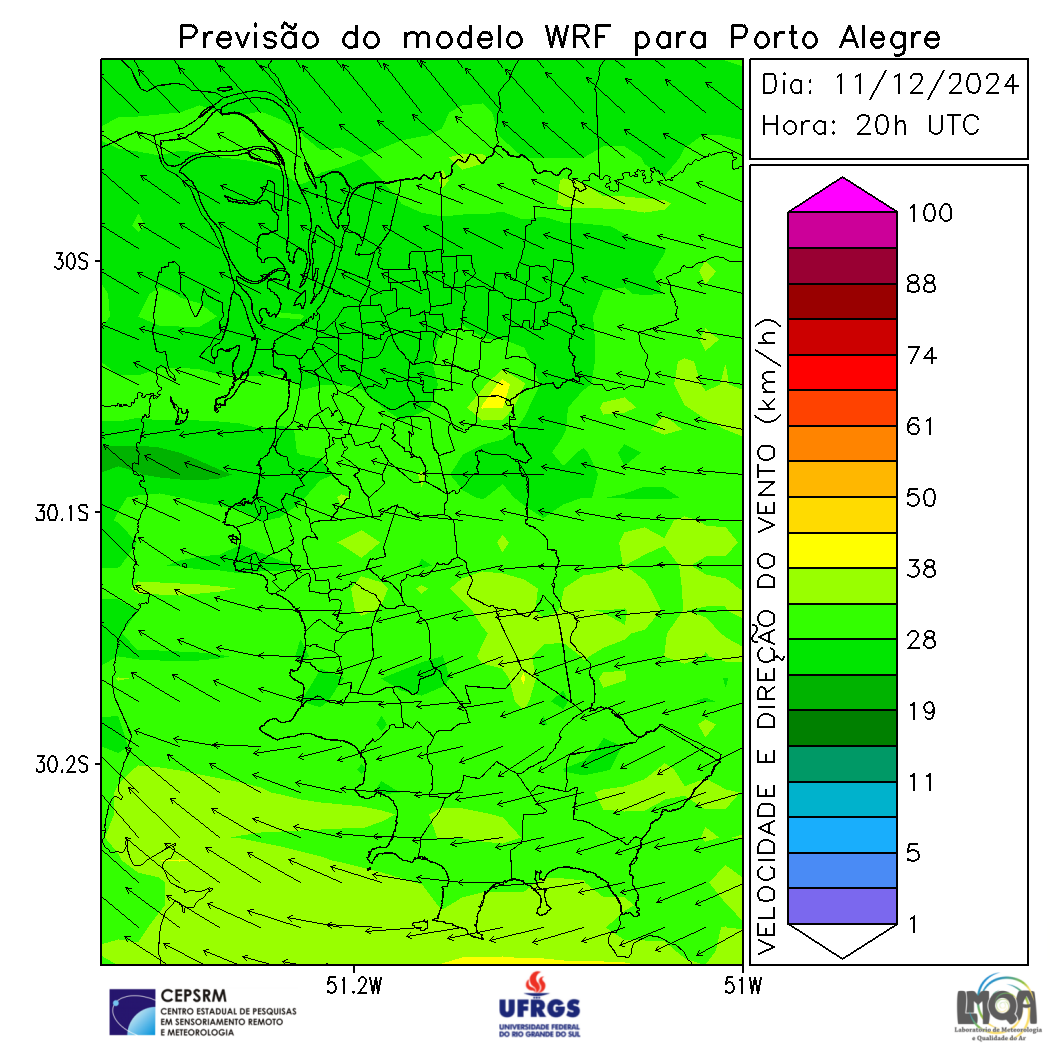 Previsão do modelo WRF para Porto Alegre
Dia: 11/12/2024
Hora: 20h UTC
30S
30.1S
30.2S
51.2W
51W
VELOCIDADE E DIREÇÃO DO VENTO (km/h)
100
88
74
61
50
38
28
19
11
5
1
CEPSRM
CENTRO ESTADUAL DE PESQUISAS
EM SENSORIAMENTO REMOTO
E METEOROLOGIA
UFRGS
UNIVERSIDADE FEDERAL
DO RIO GRANDE DO SUL
LMQA
Laboratório de Meteorologia
e Qualidade do Ar